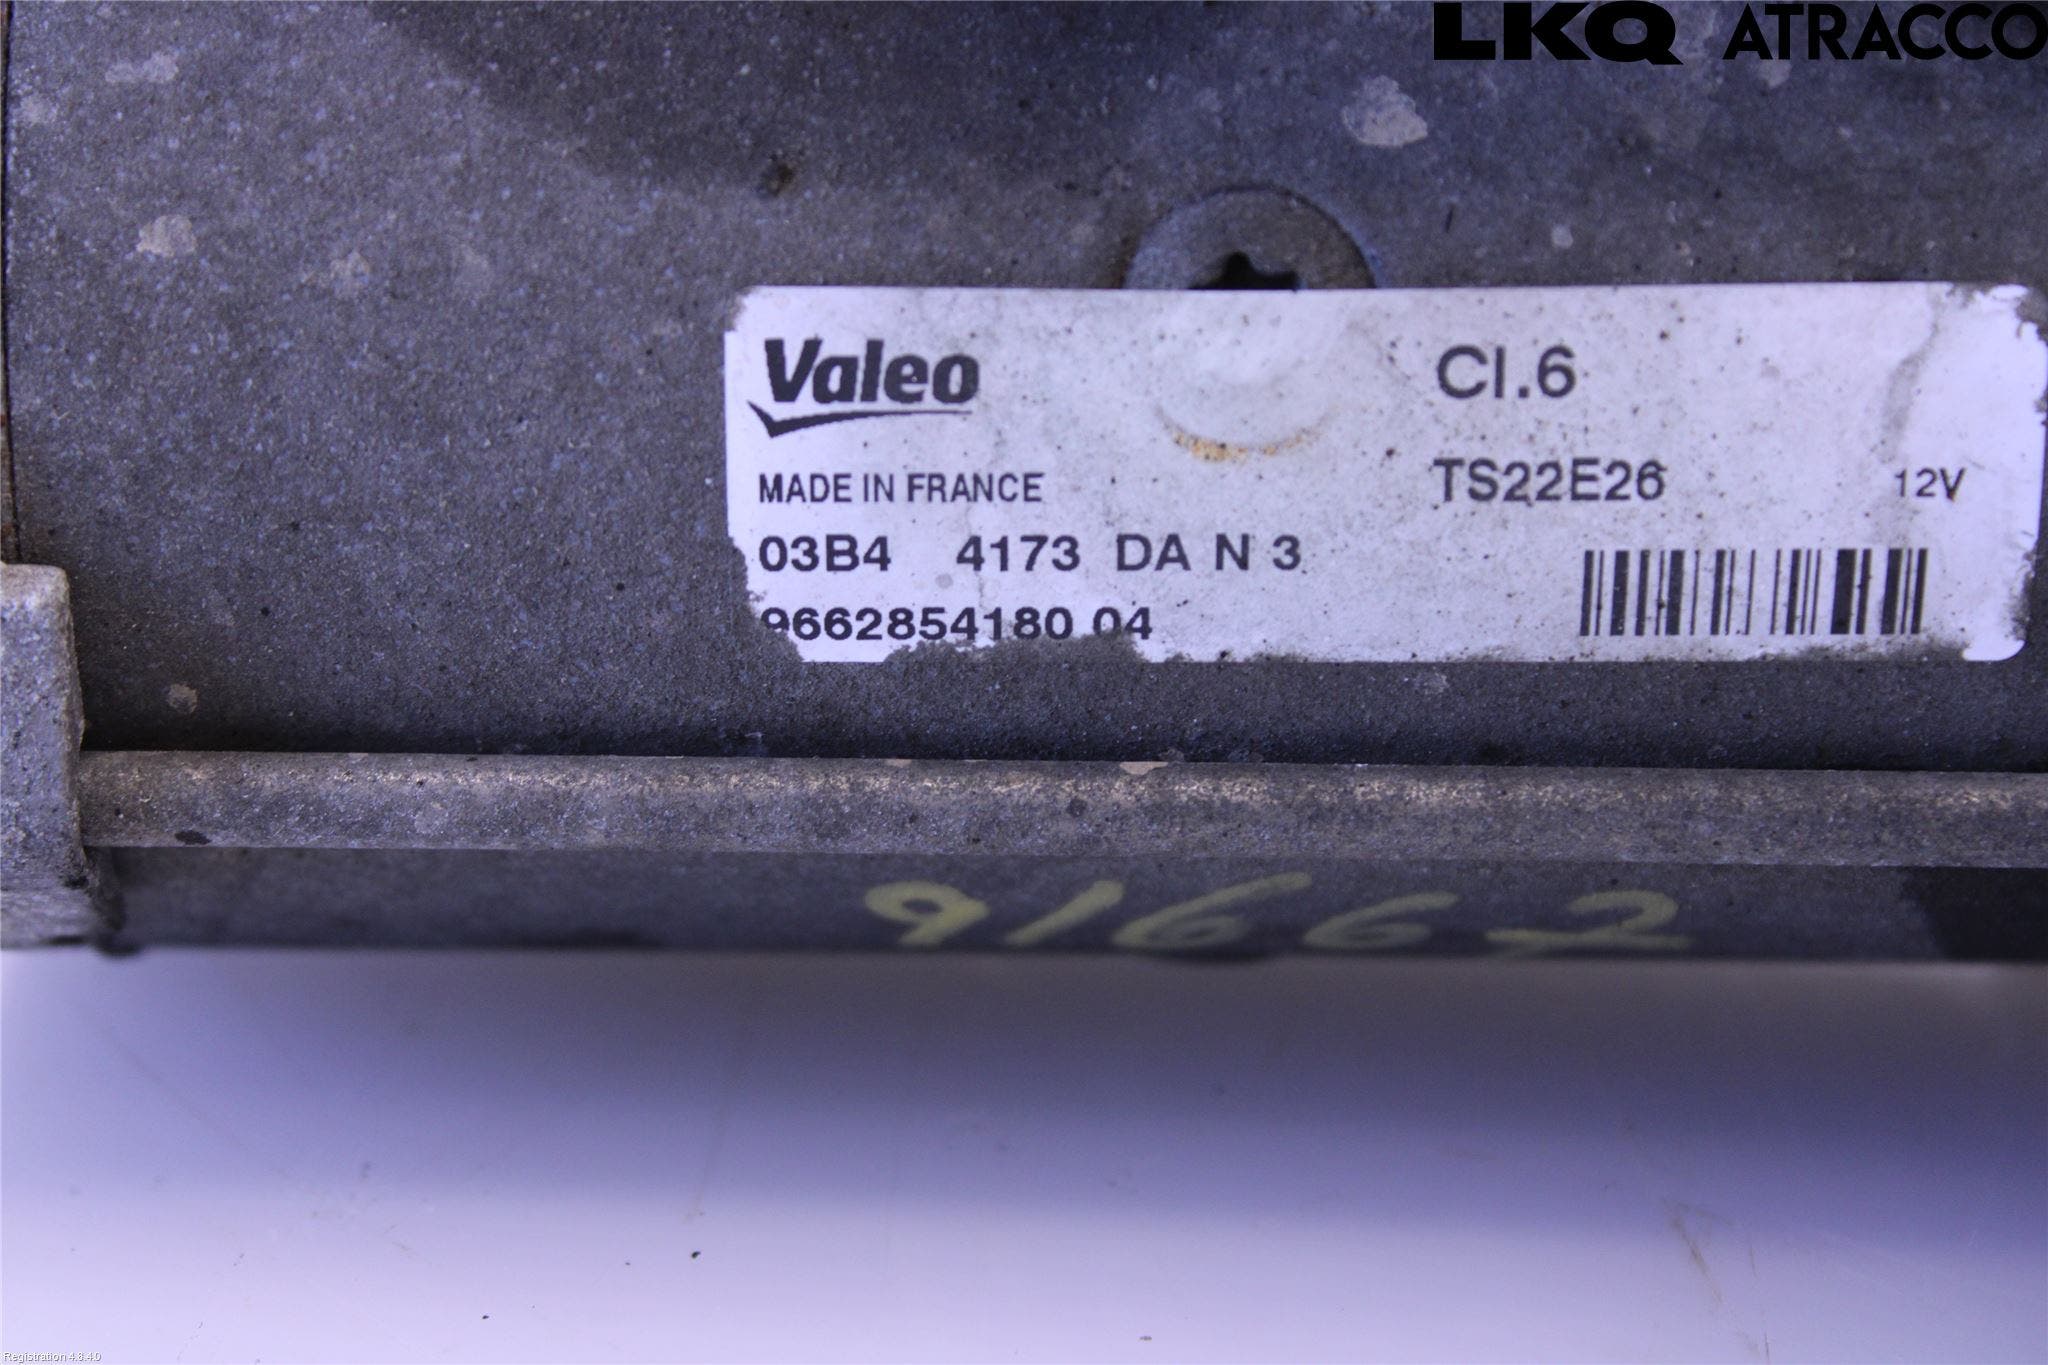 LKQ ATRACCO
Valeo CI.6
MADE IN FRANCE TS22E26 12V
03B4 4173 DA N 3
9662854180 04
91662
Registration 4.8.4.0